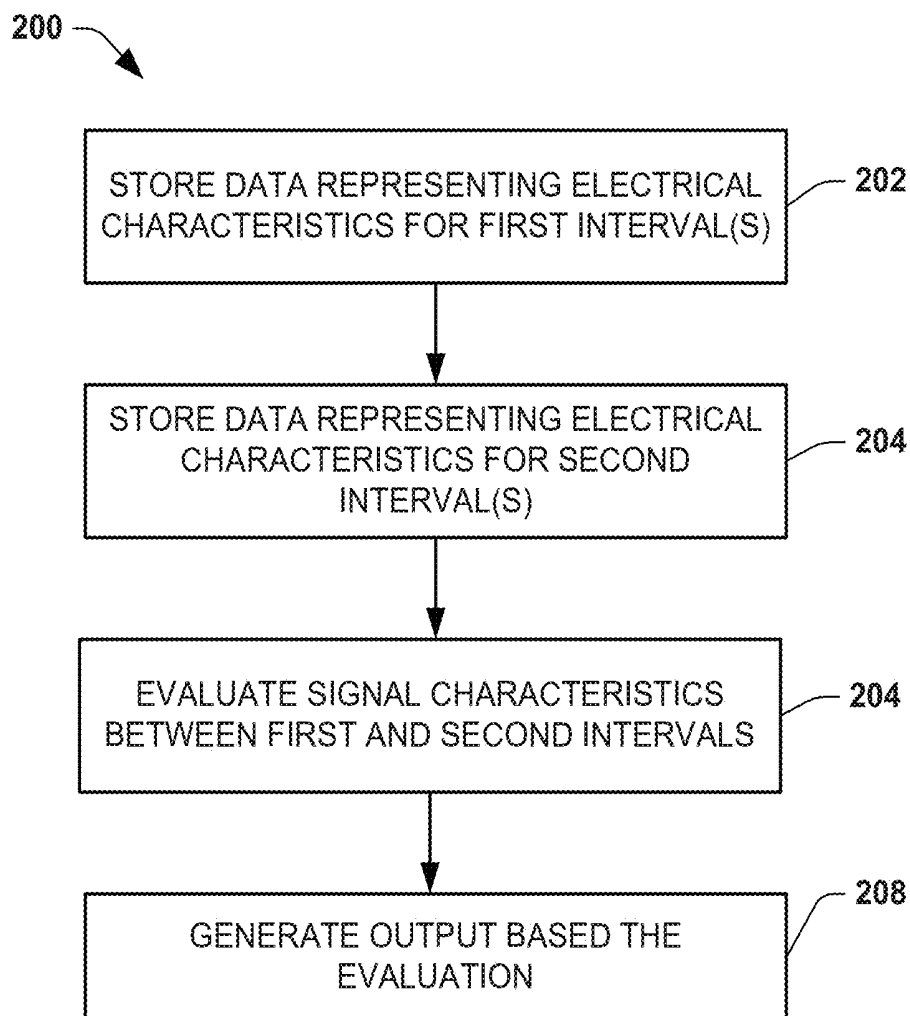 200
STORE DATA REPRESENTING ELECTRICAL
CHARACTERISTICS FOR FIRST INTERVAL(S)
202
STORE DATA REPRESENTING ELECTRICAL
CHARACTERISTICS FOR SECOND
INTERVAL(S)
204
EVALUATE SIGNAL CHARACTERISTICS
BETWEEN FIRST AND SECOND INTERVALS
204
GENERATE OUTPUT BASED THE
EVALUATION
208